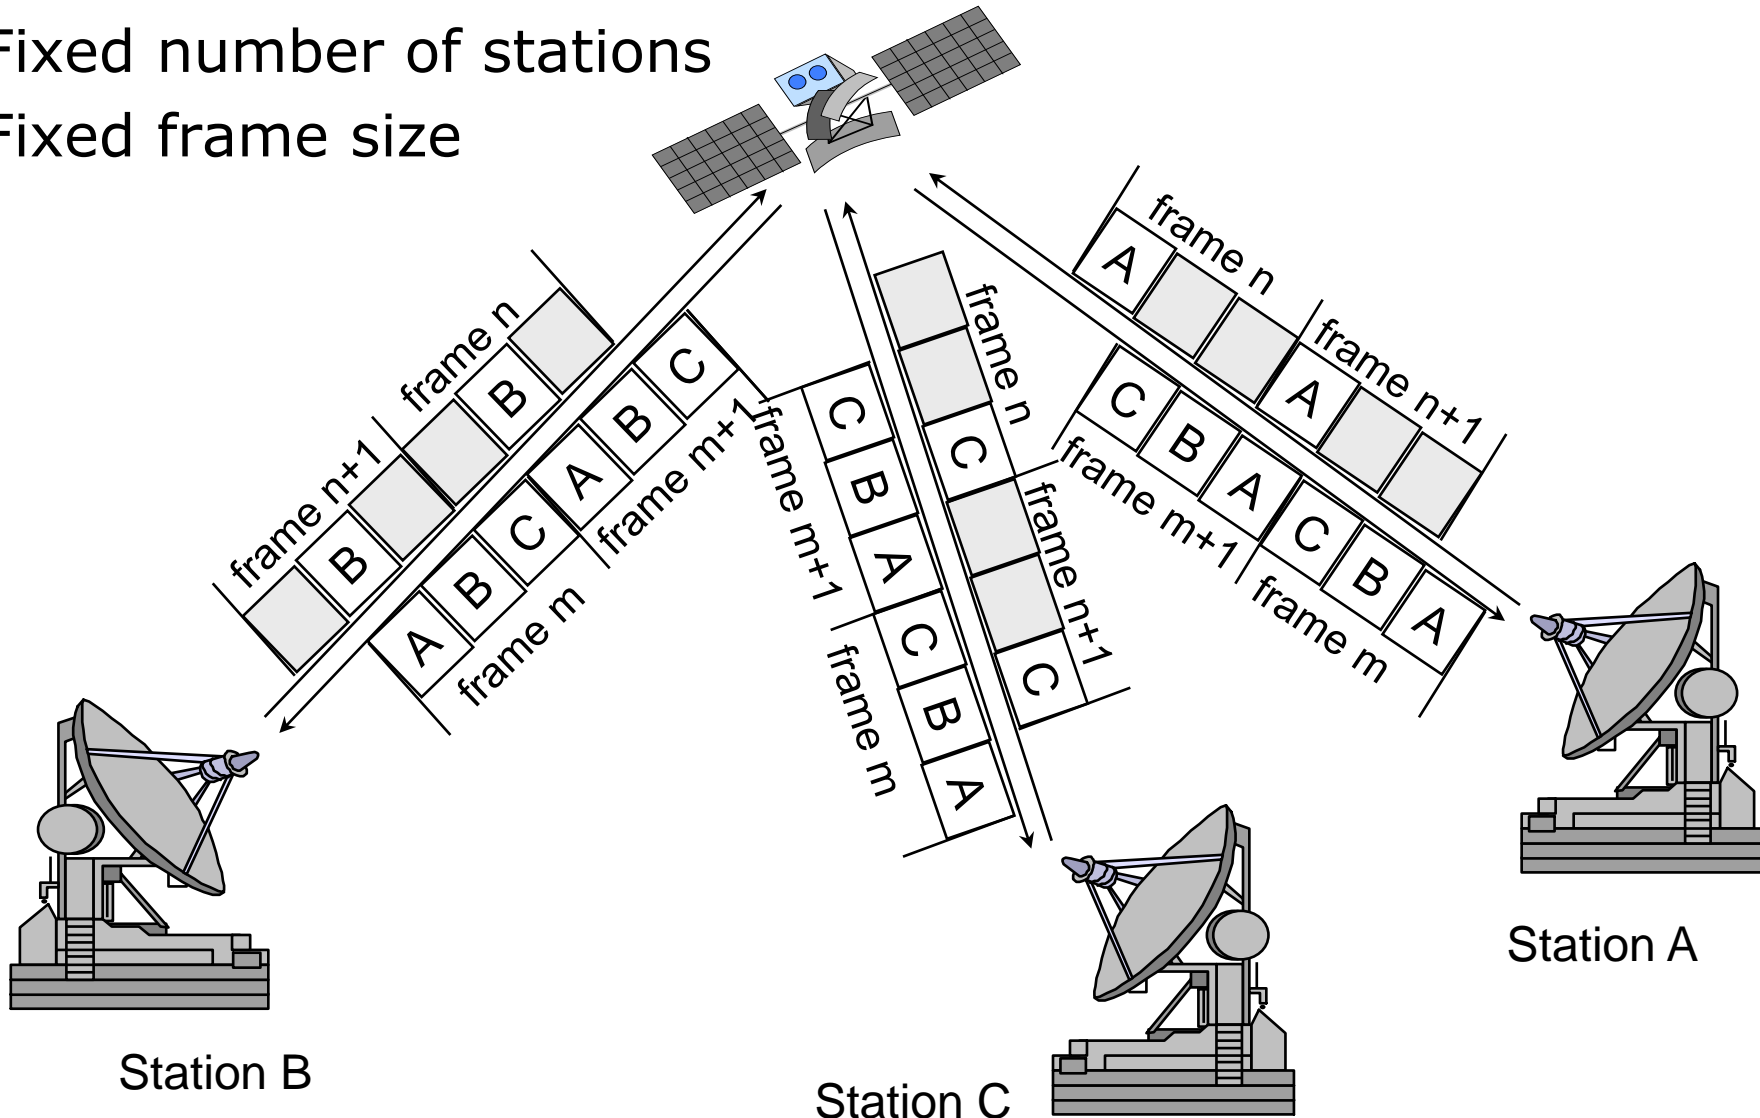 Fixed number of stations
Fixed frame size
frame n
A
frame n+1
A
C B A C B A
frame m+1
frame m
frame n
B
frame n+1
B
C
B
A
C
B
A
frame m+1
frame m
frame n
C
frame n+1
C
C
B
A
C
B
A
frame m+1
frame m
Station A
Station B
Station C